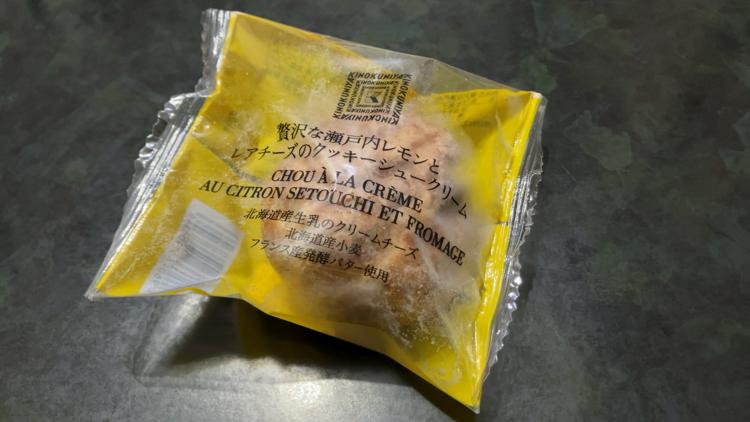 KINOKUNIYA
KINOKUNIYA
KINOKUNIYA
KINOKUNIYA
贅沢な瀬戸内レモンと
レアチーズのクッキーシュークリーム
CHOU À LA CRÈME
AU CITRON SETOUCHI ET FROMAGE
北海道産生乳のクリームチーズ
北海道産小麦
フランス産発酵バター使用